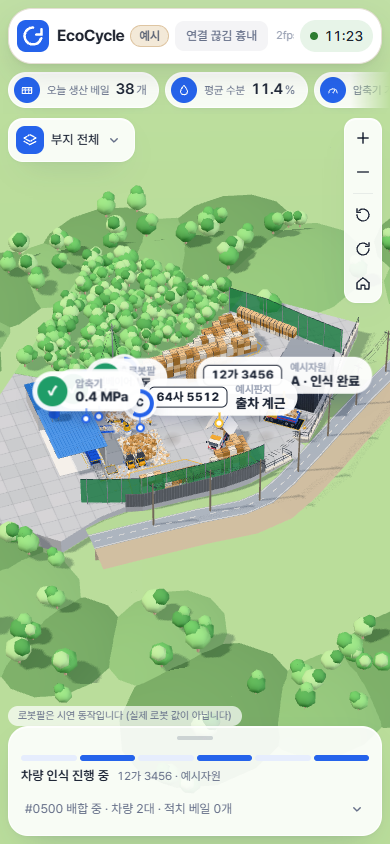 EcoCycle 예시 연결 끊김 흉내 2fp 11:23
오늘 생산 베일 38개 평균 수분 11.4% 압축기
부지 전체
로봇팔
압축기
0.4 MPa
12가 3456 예시자원
A · 인식 완료
64사 5512 예시판지
출차 계근
로봇팔은 시연 동작입니다 (실제 로봇 값이 아닙니다)
차량 인식 진행 중 12가 3456 · 예시자원
#0500 배합 중 · 차량 2대 · 적치 베일 0개